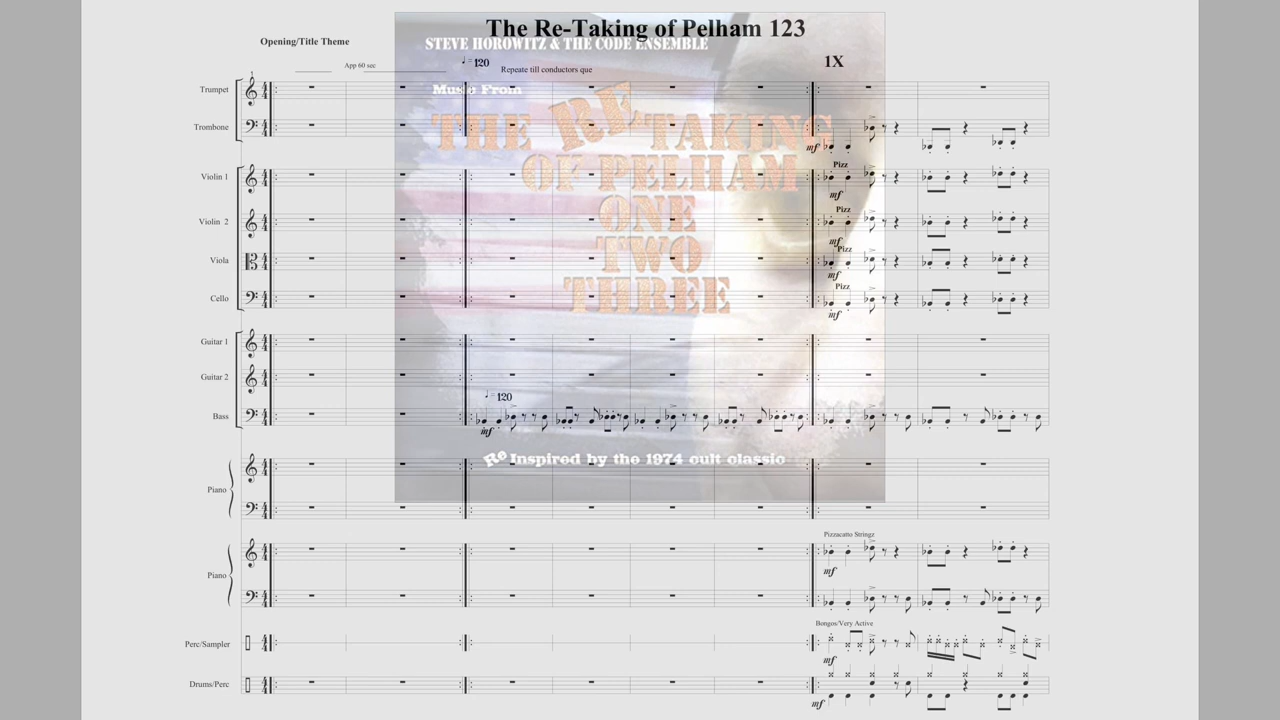 The Re-Taking of Pelham 123
Opening/Title Theme
STEVE HOROWITZ & THE CODE ENSEMBLE
App 60 sec
♩ = 120
Repeate till conductors que
1X
Music From
THE RE TAKING
OF PELHAM
ONE
TWO
THREE
Trumpet
Trombone
mf
Violin 1
Pizz
mf
Violin 2
Pizz
mf
Viola
Pizz
mf
Cello
Pizz
mf
Guitar 1
Guitar 2
♩ = 120
Bass
mf
Re Inspired by the 1974 cult classic
Piano
Pizzacatto Stringz
Piano
mf
Bongos/Very Active
Perc/Sampler
mf
Drums/Perc
mf